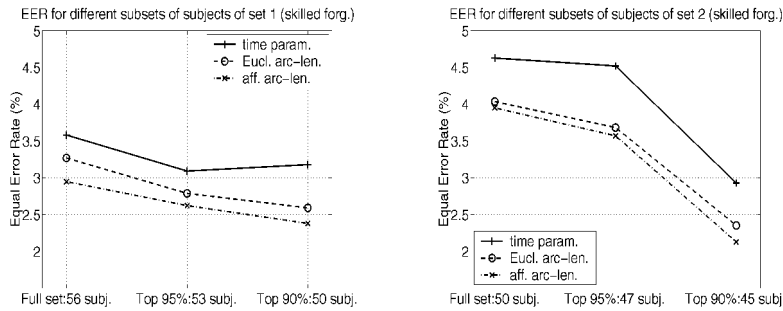 EER for different subsets of subjects of set 1 (skilled forg.)
Equal Error Rate (%)
5
4.5
4
3.5
3
2.5
2
time param.
Eucl. arc-len.
aff. arc-len.
Full set:56 subj.
Top 95%:53 subj.
Top 90%:50 subj.
EER for different subsets of subjects of set 2 (skilled forg.)
Equal Error Rate (%)
5
4.5
4
3.5
3
2.5
2
time param.
Eucl. arc-len.
aff. arc-len.
Full set:50 subj.
Top 95%:47 subj.
Top 90%:45 subj